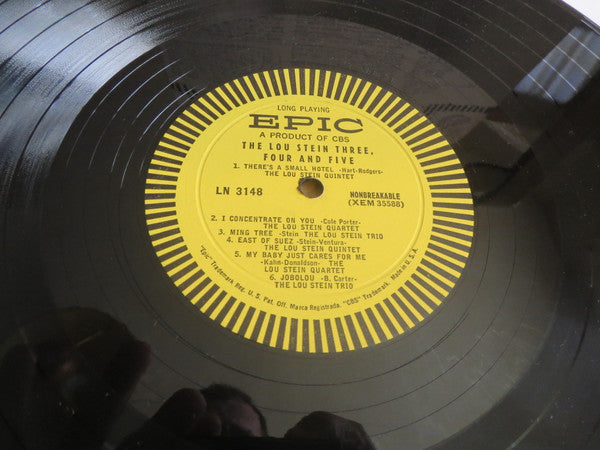 LONG PLAYING
EPIC
A PRODUCT OF CBS
THE LOU STEIN THREE,
FOUR AND FIVE
1. THERE'S A SMALL HOTEL -Hart-Rodgers-
THE LOU STEIN QUINTET
LN 3148
NONBREAKABLE
(XEM 35588)
2. I CONCENTRATE ON YOU -Cole Porter-
THE LOU STEIN QUARTET
3. MING TREE -Stein THE LOU STEIN TRIO
4. EAST OF SUEZ -Stein-Ventura-
THE LOU STEIN QUINTET
5. MY BABY JUST CARES FOR ME
-Kahn-Donaldson- THE
LOU STEIN QUARTET
6. JOBOLOU -B. Carter-
THE LOU STEIN TRIO
"Epic" Trademark Reg. U. S. Pat. Off. Marca Registrada. "CBS" Trademark. Made in U. S. A.